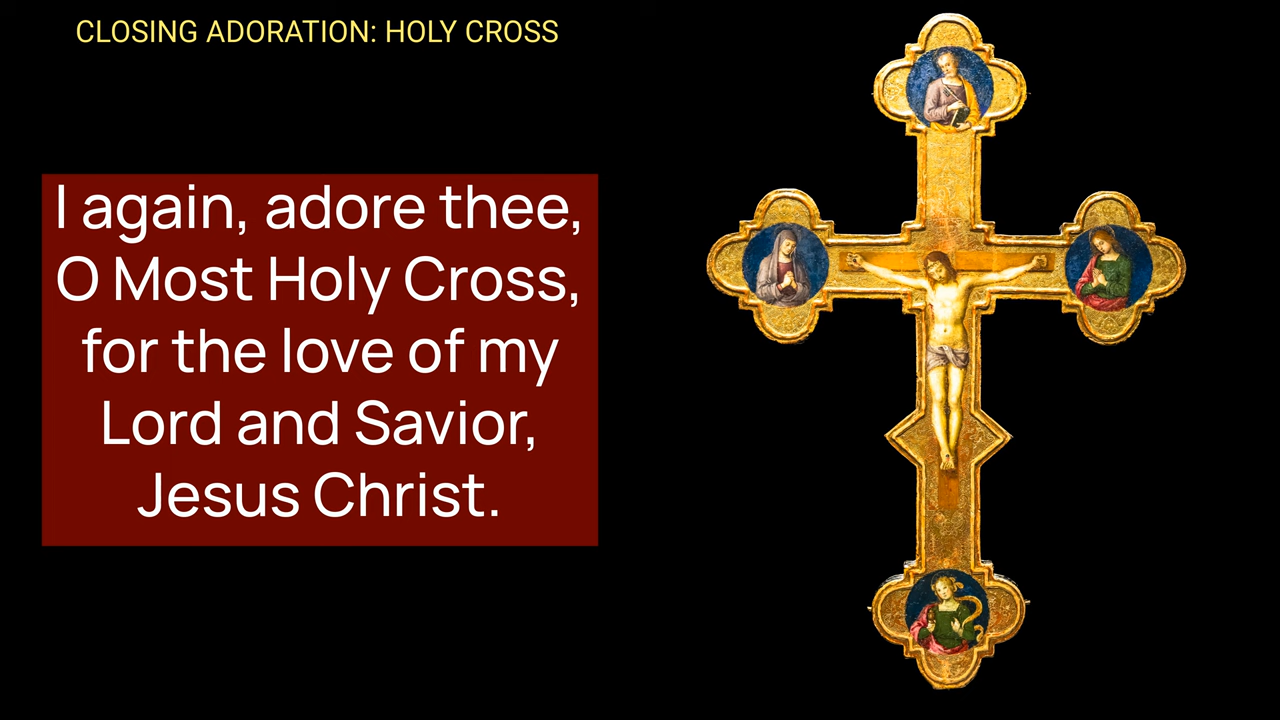 CLOSING ADORATION: HOLY CROSS
I again, adore thee,
O Most Holy Cross,
for the love of my
Lord and Savior,
Jesus Christ.